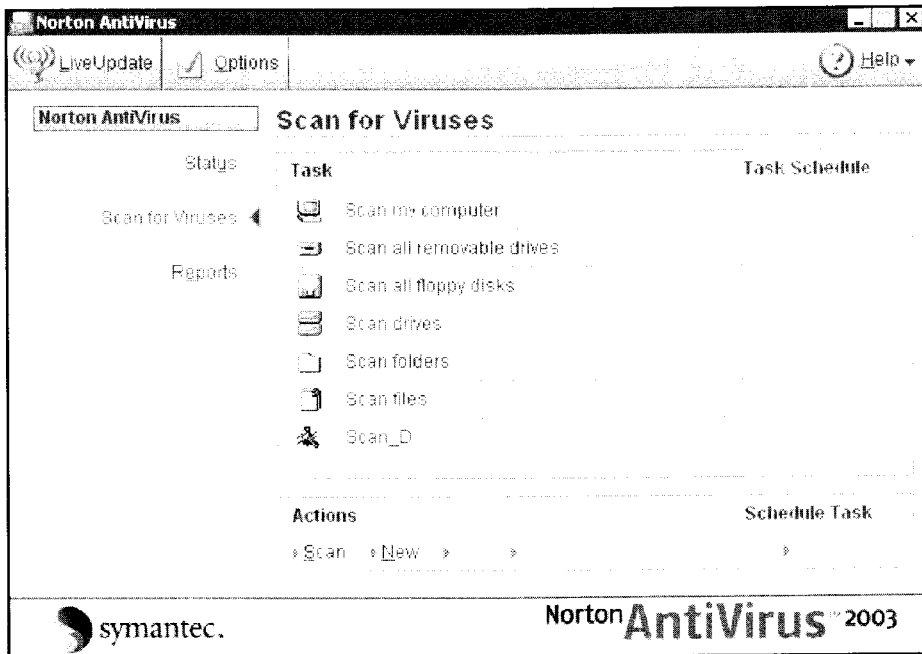 Norton AntiVirus
LiveUpdate Options Help
Norton AntiVirus
Status
Scan for Viruses
Reports
Scan for Viruses
Task Task Schedule
Scan my computer
Scan all removable drives
Scan all floppy disks
Scan drives
Scan folders
Scan files
Scan_D
Actions Schedule Task
Scan New
symantec.
Norton AntiVirus 2003